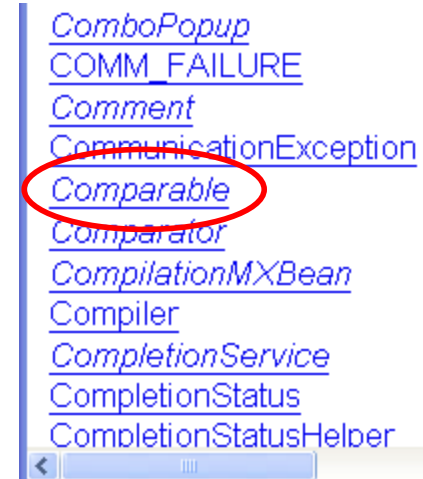 ComboPopup
COMM_FAILURE
Comment
CommunicationException
Comparable
Comparator
CompilationMXBean
Compiler
CompletionService
CompletionStatus
CompletionStatusHelper